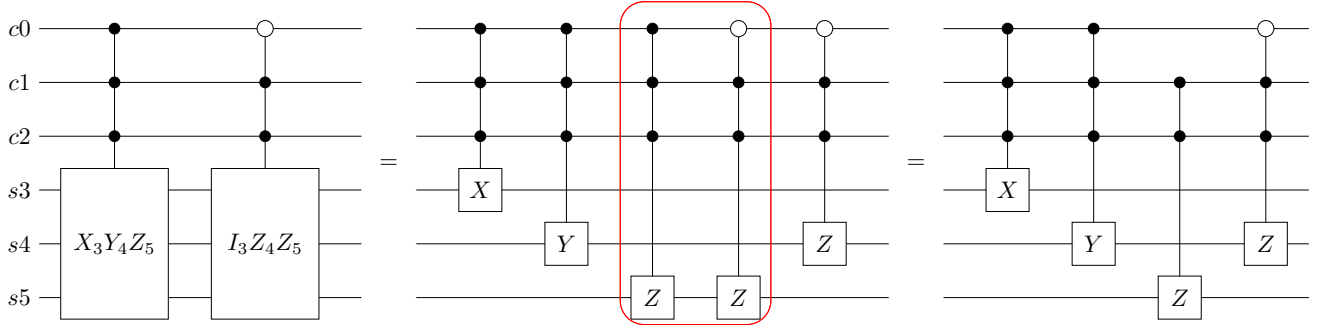 c0
c1
c2
s3
s4
s5
X₃Y₄Z₅
I₃Z₄Z₅
=
X
Y
Z
Z
Z
=
X
Y
Z
Z